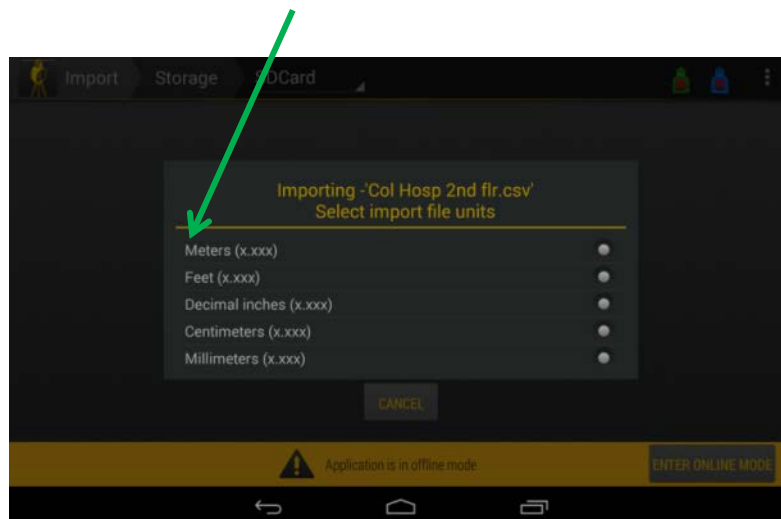 Import Storage SDCard
Importing -'Col Hosp 2nd flr.csv'
Select import file units
Meters (x.xxx)
Feet (x.xxx)
Decimal inches (x.xxx)
Centimeters (x.xxx)
Millimeters (x.xxx)
CANCEL
Application is in offline mode
ENTER ONLINE MODE